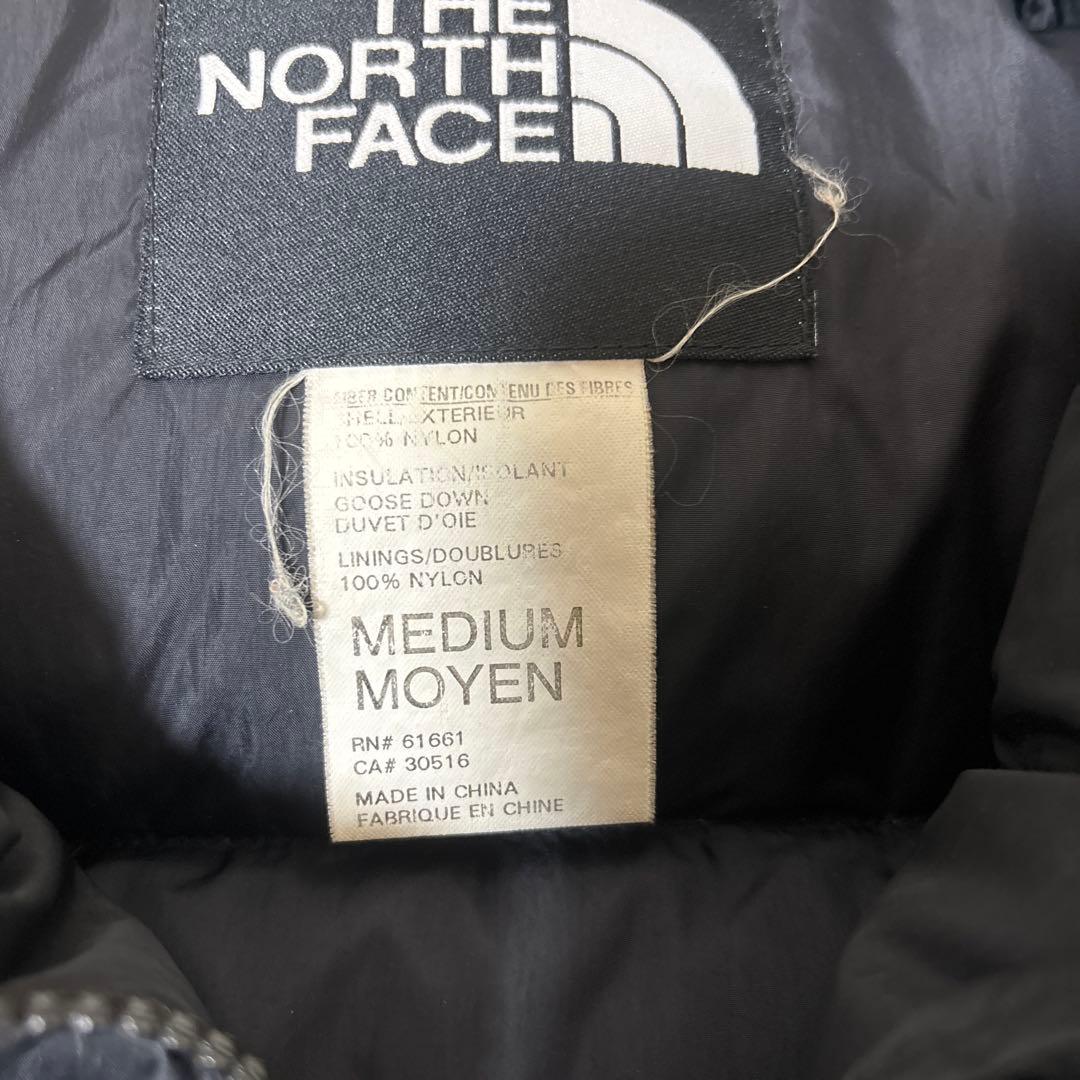 THE
NORTH
FACE
FIBER CONTENT/CONTENU DES FIBRES
SHELL/EXTERIEUR
100% NYLON
INSULATION/ISOLANT
GOOSE DOWN
DUVET D'OIE
LININGS/DOUBLURES
100% NYLON
MEDIUM
MOYEN
RN# 61661
CA# 30516
MADE IN CHINA
FABRIQUE EN CHINE